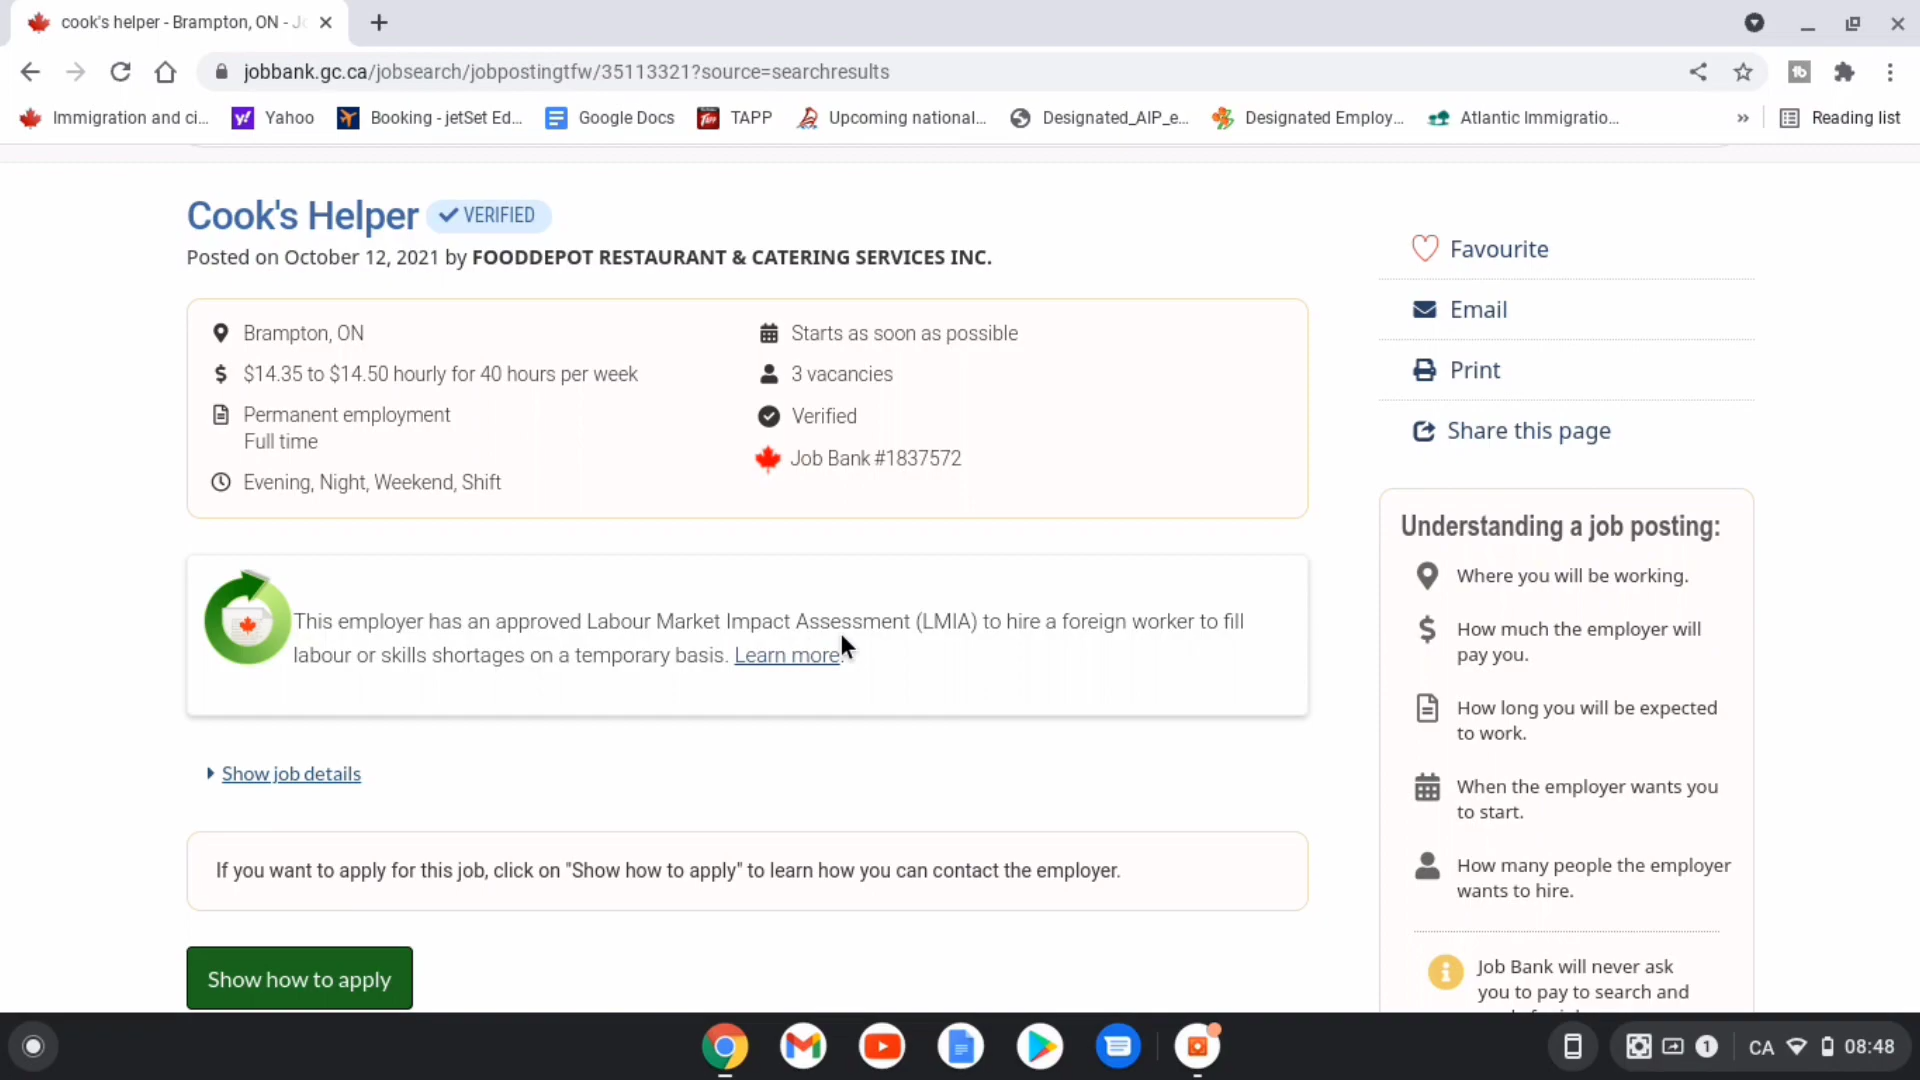 cook's helper - Brampton, ON - Jo
jobbank.gc.ca/jobsearch/jobpostingtfw/35113321?source=searchresults
Immigration and ci...
Yahoo
Booking - jetSet Ed...
Google Docs
TAPP
Upcoming national...
Designated_AIP_e...
Designated Employ...
Atlantic Immigratio...
»
Reading list
Cook's Helper
VERIFIED
Posted on October 12, 2021 by FOODDEPOT RESTAURANT & CATERING SERVICES INC.
Brampton, ON
$14.35 to $14.50 hourly for 40 hours per week
Permanent employment
Full time
Evening, Night, Weekend, Shift
Starts as soon as possible
3 vacancies
Verified
Job Bank #1837572
This employer has an approved Labour Market Impact Assessment (LMIA) to hire a foreign worker to fill
labour or skills shortages on a temporary basis. Learn more.
Show job details
If you want to apply for this job, click on "Show how to apply" to learn how you can contact the employer.
Show how to apply
Favourite
Email
Print
Share this page
Understanding a job posting:
Where you will be working.
How much the employer will
pay you.
How long you will be expected
to work.
When the employer wants you
to start.
How many people the employer
wants to hire.
Job Bank will never ask
you to pay to search and
1
CA
08:48